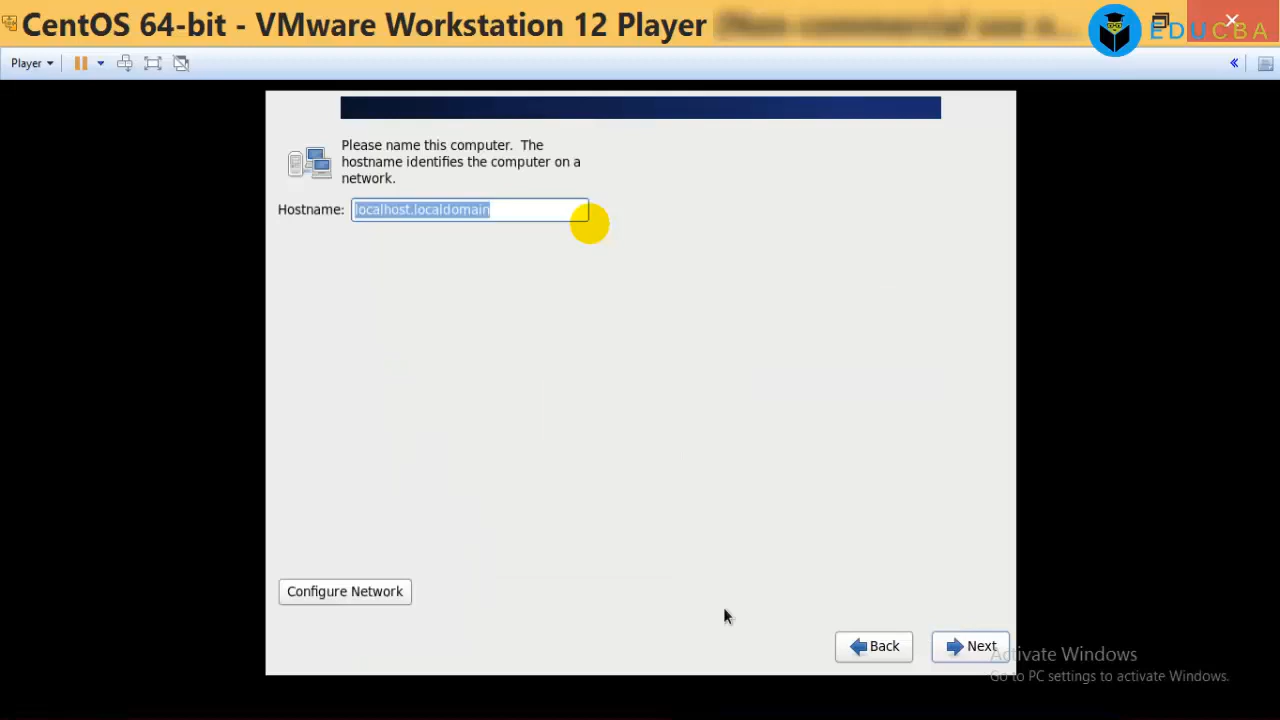 CentOS 64-bit - VMware Workstation 12 Player
EDUCBA
Player
Please name this computer. The
hostname identifies the computer on a
network.
Hostname: localhost.localdomain
Configure Network
Back
Next
Activate Windows
Go to PC settings to activate Windows.